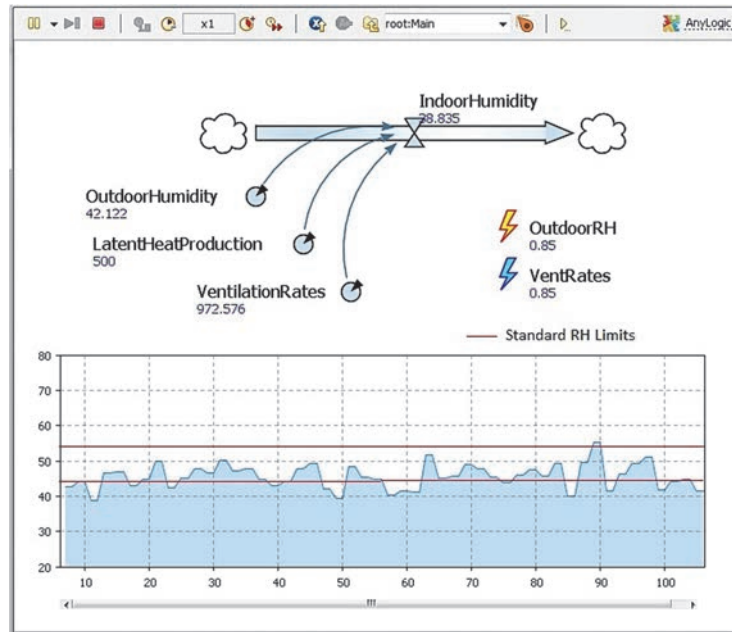 x1
root:Main
AnyLogic
IndoorHumidity
38.835
OutdoorHumidity
42.122
LatentHeatProduction
500
VentilationRates
972.576
OutdoorRH
0.85
VentRates
0.85
Standard RH Limits
80
70
60
50
40
30
20
10 20 30 40 50 60 70 80 90 100